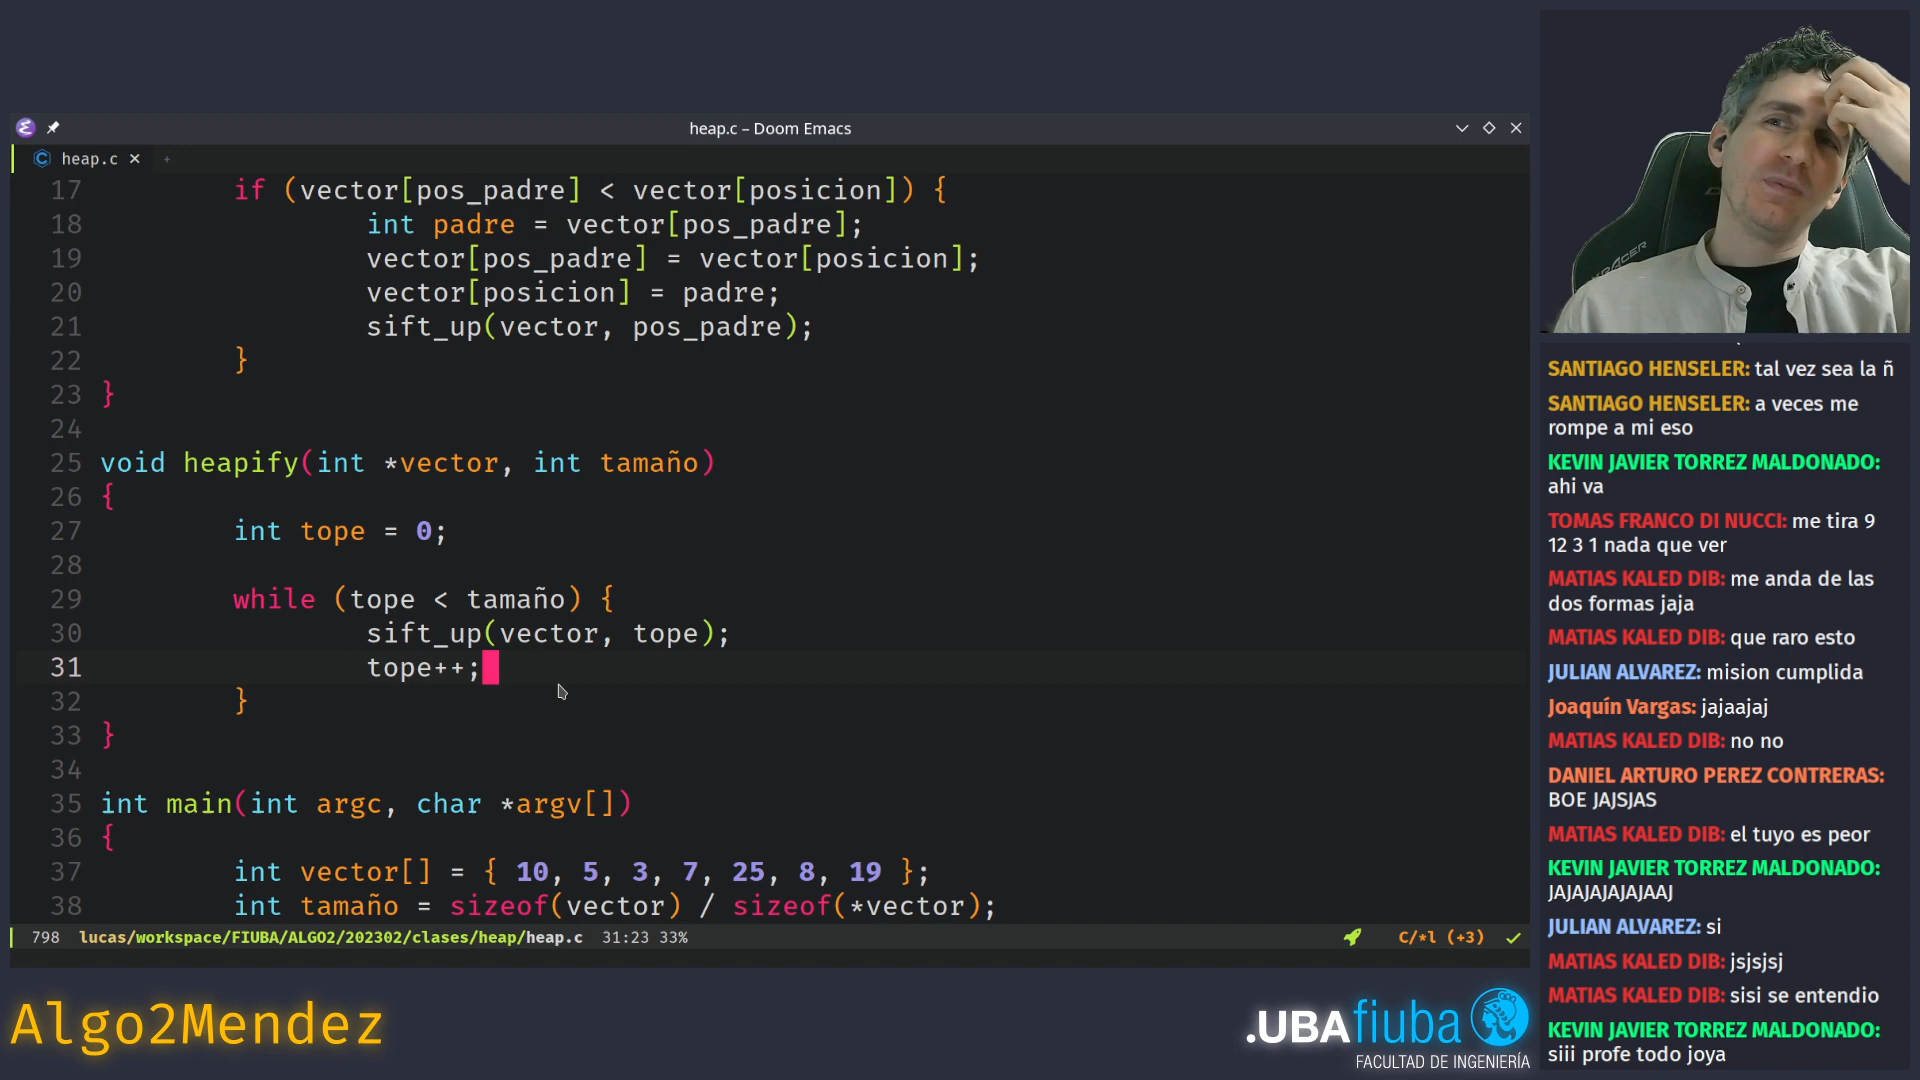 heap.c – Doom Emacs
heap.c
17 if (vector[pos_padre] < vector[posicion]) {
18 int padre = vector[pos_padre];
19 vector[pos_padre] = vector[posicion];
20 vector[posicion] = padre;
21 sift_up(vector, pos_padre);
22 }
23 }
24
25 void heapify(int *vector, int tamaño)
26 {
27 int tope = 0;
28
29 while (tope < tamaño) {
30 sift_up(vector, tope);
31 tope++;
32 }
33 }
34
35 int main(int argc, char *argv[])
36 {
37 int vector[] = { 10, 5, 3, 7, 25, 8, 19 };
38 int tamaño = sizeof(vector) / sizeof(*vector);
798 lucas/workspace/FIUBA/ALGO2/202302/clases/heap/heap.c 31:23 33% C/*l (+3)
Algo2Mendez
.UBAfiuba
FACULTAD DE INGENIERÍA
SANTIAGO HENSELER: tal vez sea la ñ
SANTIAGO HENSELER: a veces me
rompe a mi eso
KEVIN JAVIER TORREZ MALDONADO:
ahi va
TOMAS FRANCO DI NUCCI: me tira 9
12 3 1 nada que ver
MATIAS KALED DIB: me anda de las
dos formas jaja
MATIAS KALED DIB: que raro esto
JULIAN ALVAREZ: mision cumplida
Joaquín Vargas: jajaajaj
MATIAS KALED DIB: no no
DANIEL ARTURO PEREZ CONTRERAS:
BOE JAJSJAS
MATIAS KALED DIB: el tuyo es peor
KEVIN JAVIER TORREZ MALDONADO:
JAJAJAJAJAJAAJ
JULIAN ALVAREZ: si
MATIAS KALED DIB: jsjsjsj
MATIAS KALED DIB: sisi se entendio
KEVIN JAVIER TORREZ MALDONADO:
siii profe todo joya